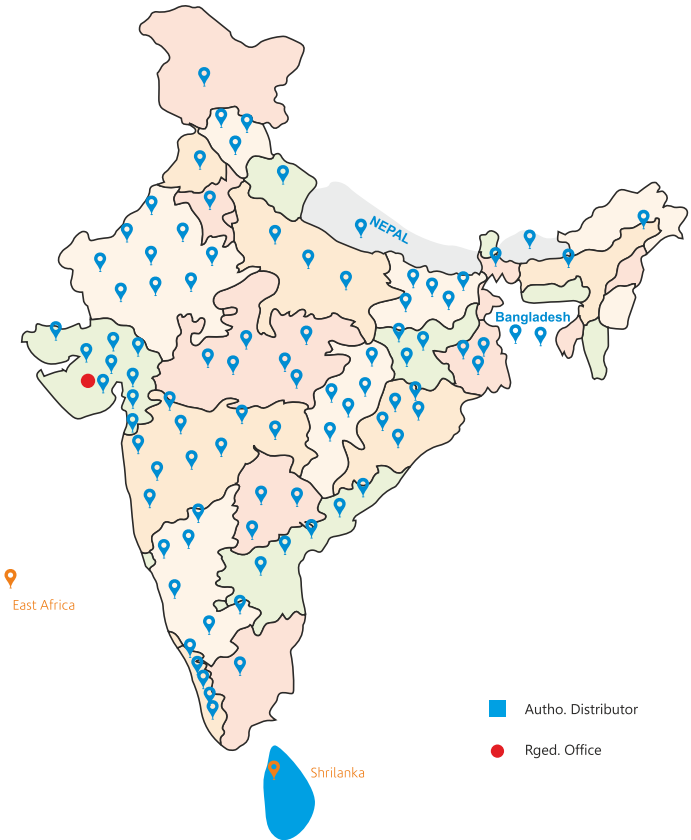 NEPAL
Bangladesh
East Africa
Autho. Distributor
Rged. Office
Shrilanka